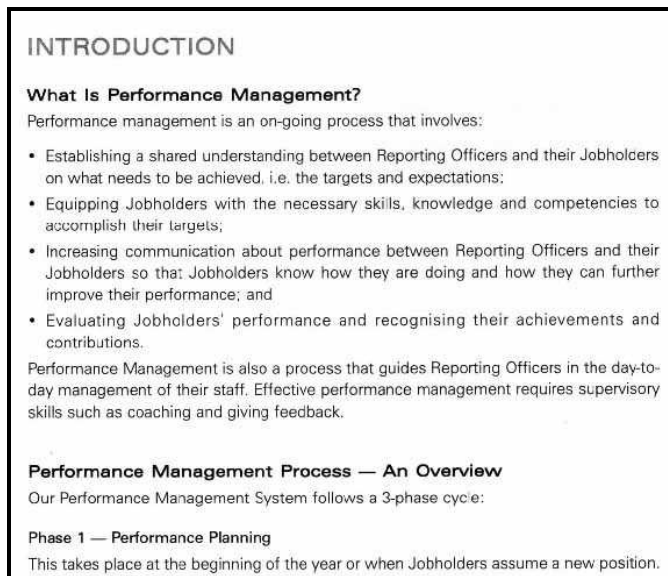 INTRODUCTION
What Is Performance Management?
Performance management is an on-going process that involves:
• Establishing a shared understanding between Reporting Officers and their Jobholders
on what needs to be achieved, i.e. the targets and expectations;
• Equipping Jobholders with the necessary skills, knowledge and competencies to
accomplish their targets;
• Increasing communication about performance between Reporting Officers and their
Jobholders so that Jobholders know how they are doing and how they can further
improve their performance; and
• Evaluating Jobholders' performance and recognising their achievements and
contributions.
Performance Management is also a process that guides Reporting Officers in the day-to-
day management of their staff. Effective performance management requires supervisory
skills such as coaching and giving feedback.
Performance Management Process — An Overview
Our Performance Management System follows a 3-phase cycle:
Phase 1 — Performance Planning
This takes place at the beginning of the year or when Jobholders assume a new position.